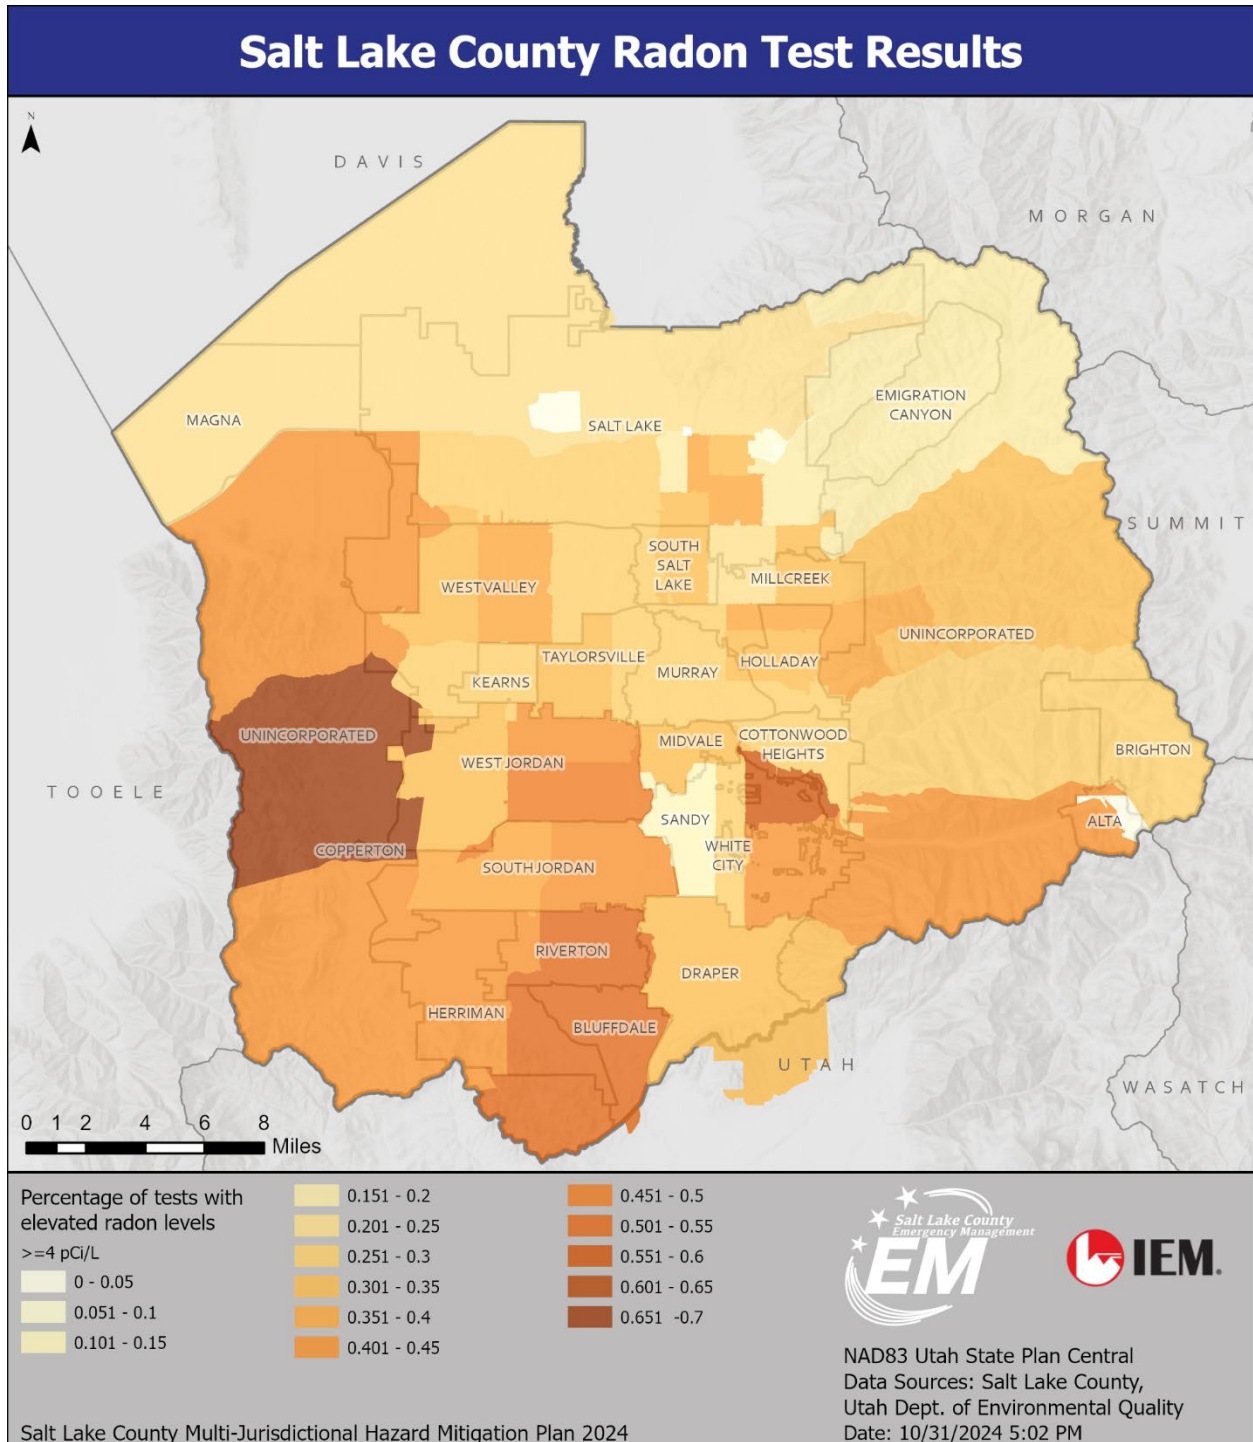 Salt Lake County Radon Test Results
N
DAVIS
MORGAN
MAGNA
SALT LAKE
EMIGRATION
CANYON
SUMMIT
SOUTH
SALT
LAKE
WEST VALLEY
MILLCREEK
UNINCORPORATED
TAYLORSVILLE
HOLLADAY
KEARNS
MURRAY
UNINCORPORATED
MIDVALE
COTTONWOOD
HEIGHTS
BRIGHTON
WEST JORDAN
TOOELE
SANDY
ALTA
COPPERTON
WHITE
CITY
SOUTH JORDAN
RIVERTON
DRAPER
HERRIMAN
BLUFFDALE
UTAH
WASATCH
0 1 2 4 6 8
Miles
Percentage of tests with
elevated radon levels
>=4 pCi/L
0 - 0.05
0.051 - 0.1
0.101 - 0.15
0.151 - 0.2
0.201 - 0.25
0.251 - 0.3
0.301 - 0.35
0.351 - 0.4
0.401 - 0.45
0.451 - 0.5
0.501 - 0.55
0.551 - 0.6
0.601 - 0.65
0.651 -0.7
Salt Lake County
Emergency Management
EM
IEM.
NAD83 Utah State Plan Central
Data Sources: Salt Lake County,
Utah Dept. of Environmental Quality
Date: 10/31/2024 5:02 PM
Salt Lake County Multi-Jurisdictional Hazard Mitigation Plan 2024